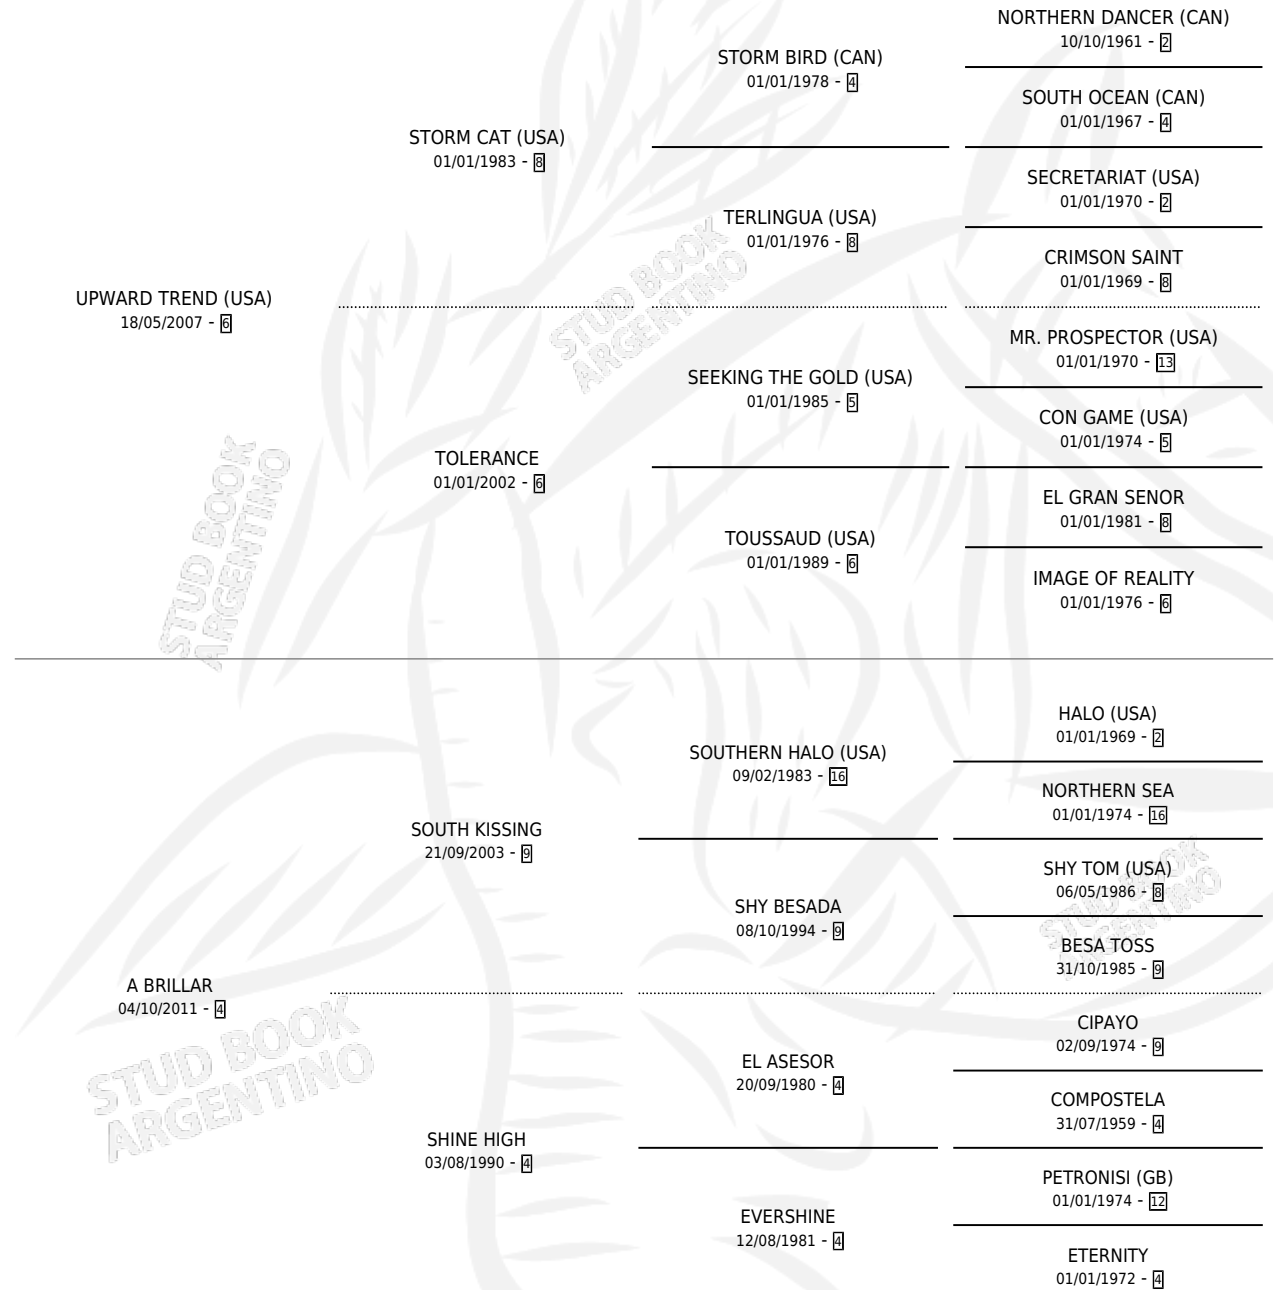 NORTHERN DANCER (CAN)
10/10/1961 - 2
STORM BIRD (CAN)
01/01/1978 - 4
SOUTH OCEAN (CAN)
01/01/1967 - 4
STORM CAT (USA)
01/01/1983 - 8
SECRETARIAT (USA)
01/01/1970 - 2
TERLINGUA (USA)
01/01/1976 - 8
CRIMSON SAINT
01/01/1969 - 8
UPWARD TREND (USA)
18/05/2007 - 6
MR. PROSPECTOR (USA)
01/01/1970 - 13
SEEKING THE GOLD (USA)
01/01/1985 - 5
CON GAME (USA)
01/01/1974 - 5
TOLERANCE
01/01/2002 - 6
EL GRAN SENOR
01/01/1981 - 8
TOUSSAUD (USA)
01/01/1989 - 6
IMAGE OF REALITY
01/01/1976 - 6
HALO (USA)
01/01/1969 - 2
SOUTHERN HALO (USA)
09/02/1983 - 16
NORTHERN SEA
01/01/1974 - 16
SOUTH KISSING
21/09/2003 - 9
SHY TOM (USA)
06/05/1986 - 8
SHY BESADA
08/10/1994 - 9
BESA TOSS
31/10/1985 - 9
A BRILLAR
04/10/2011 - 4
CIPAYO
02/09/1974 - 9
EL ASESOR
20/09/1980 - 4
COMPOSTELA
31/07/1959 - 4
SHINE HIGH
03/08/1990 - 4
PETRONISI (GB)
01/01/1974 - 12
EVERSHINE
12/08/1981 - 4
ETERNITY
01/01/1972 - 4
STUD BOOK
ARGENTINO
STUD BOOK
ARGENTINO
STUD BOOK
ARGENTINO
STUD BOOK
ARGENTINO